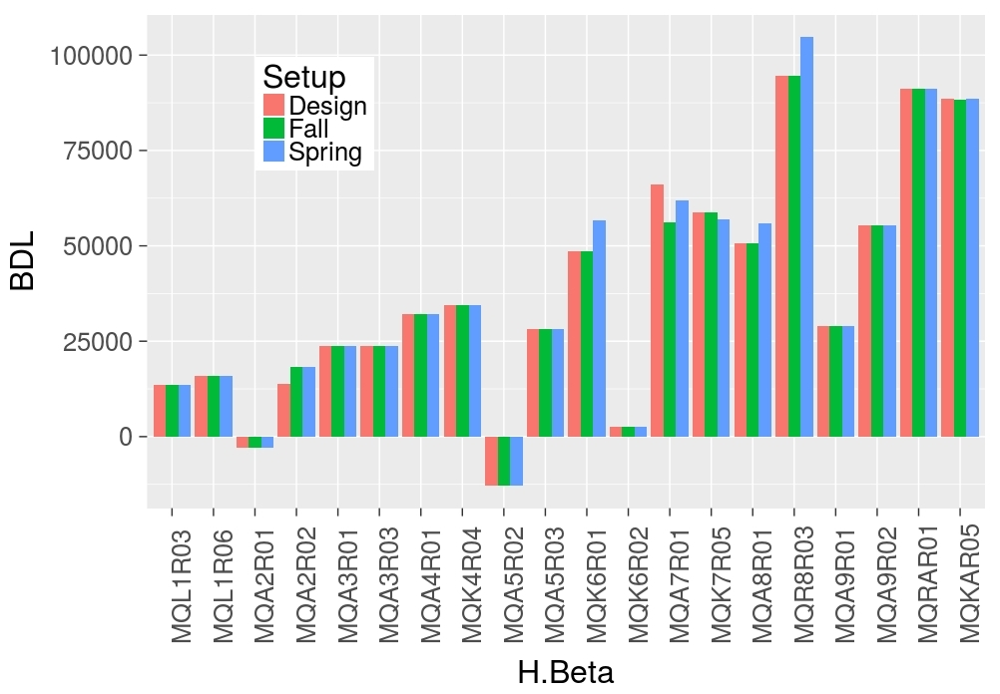 100000
75000
50000
25000
0
BDL
Setup
Design
Fall
Spring
MQL1R03
MQL1R06
MQA2R01
MQA2R02
MQA3R01
MQA3R03
MQA4R01
MQK4R04
MQA5R02
MQA5R03
MQK6R01
MQK6R02
MQA7R01
MQK7R05
MQA8R01
MQR8R03
MQA9R01
MQA9R02
MQRAR01
MQKAR05
H.Beta